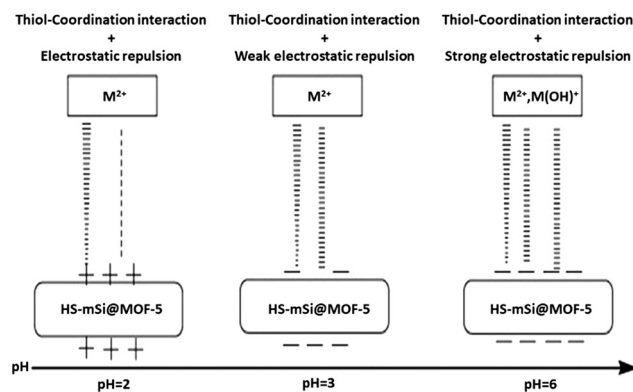 Thiol-Coordination interaction
+
Electrostatic repulsion
M²⁺
HS-mSi@MOF-5
pH=2
Thiol-Coordination interaction
+
Weak electrostatic repulsion
M²⁺
HS-mSi@MOF-5
pH=3
Thiol-Coordination interaction
+
Strong electrostatic repulsion
M²⁺,M(OH)⁺
HS-mSi@MOF-5
pH=6
pH